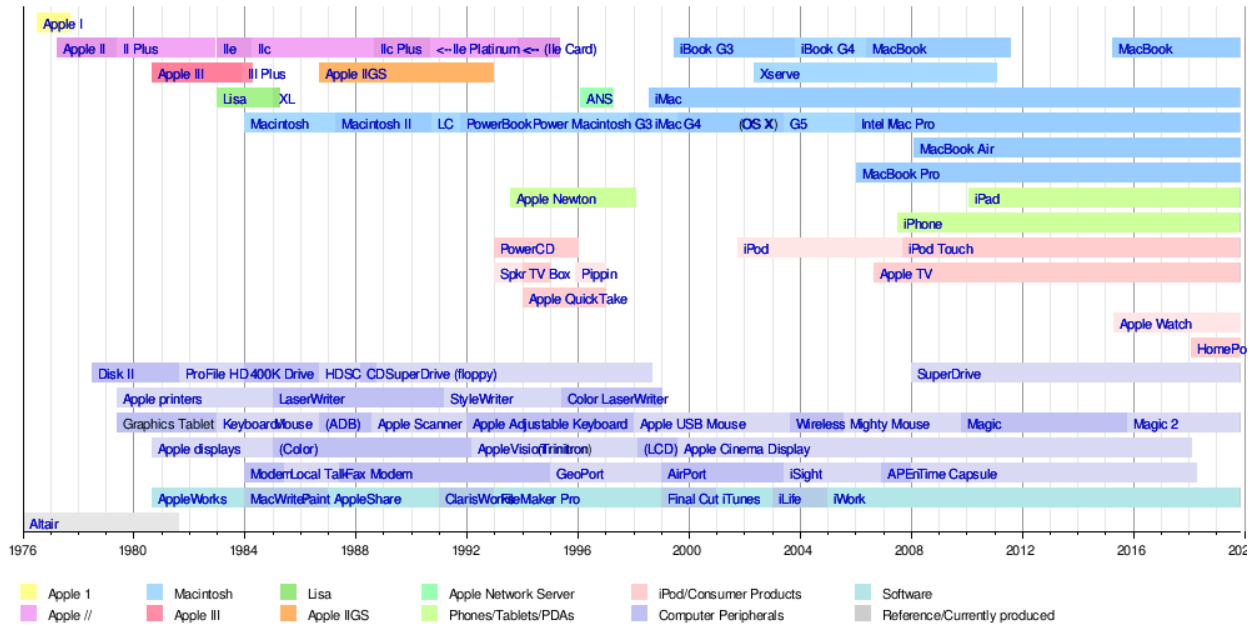 Apple I
Apple II II Plus IIe IIc IIc Plus <--IIe Platinum <-- (IIe Card) iBook G3 iBook G4 MacBook MacBook
Apple III III Plus Apple IIGS Xserve
Lisa XL ANS iMac
Macintosh Macintosh II LC PowerBook Power Macintosh G3 iMac G4 (OS X) G5 Intel Mac Pro
MacBook Air
MacBook Pro
Apple Newton iPad
iPhone
PowerCD iPod iPod Touch
Spkr TV Box Pippin Apple TV
Apple QuickTake
Apple Watch
HomePo
Disk II ProFile HD 400K Drive HDSC CD SuperDrive (floppy) SuperDrive
Apple printers LaserWriter StyleWriter Color LaserWriter
Graphics Tablet Keyboard Mouse (ADB) Apple Scanner Apple Adjustable Keyboard Apple USB Mouse Wireless Mighty Mouse Magic Magic 2
Apple displays (Color) AppleVision (Trinitron) (LCD) Apple Cinema Display
Modem Local Talk Fax Modem GeoPort AirPort iSight APEn Time Capsule
AppleWorks MacWrite Paint AppleShare ClarisWorks FileMaker Pro Final Cut iTunes iLife iWork
Altair
1976 1980 1984 1988 1992 1996 2000 2004 2008 2012 2016 202
Apple 1 Macintosh Lisa Apple Network Server iPod/Consumer Products Software
Apple // Apple III Apple IIGS Phones/Tablets/PDAs Computer Peripherals Reference/Currently produced